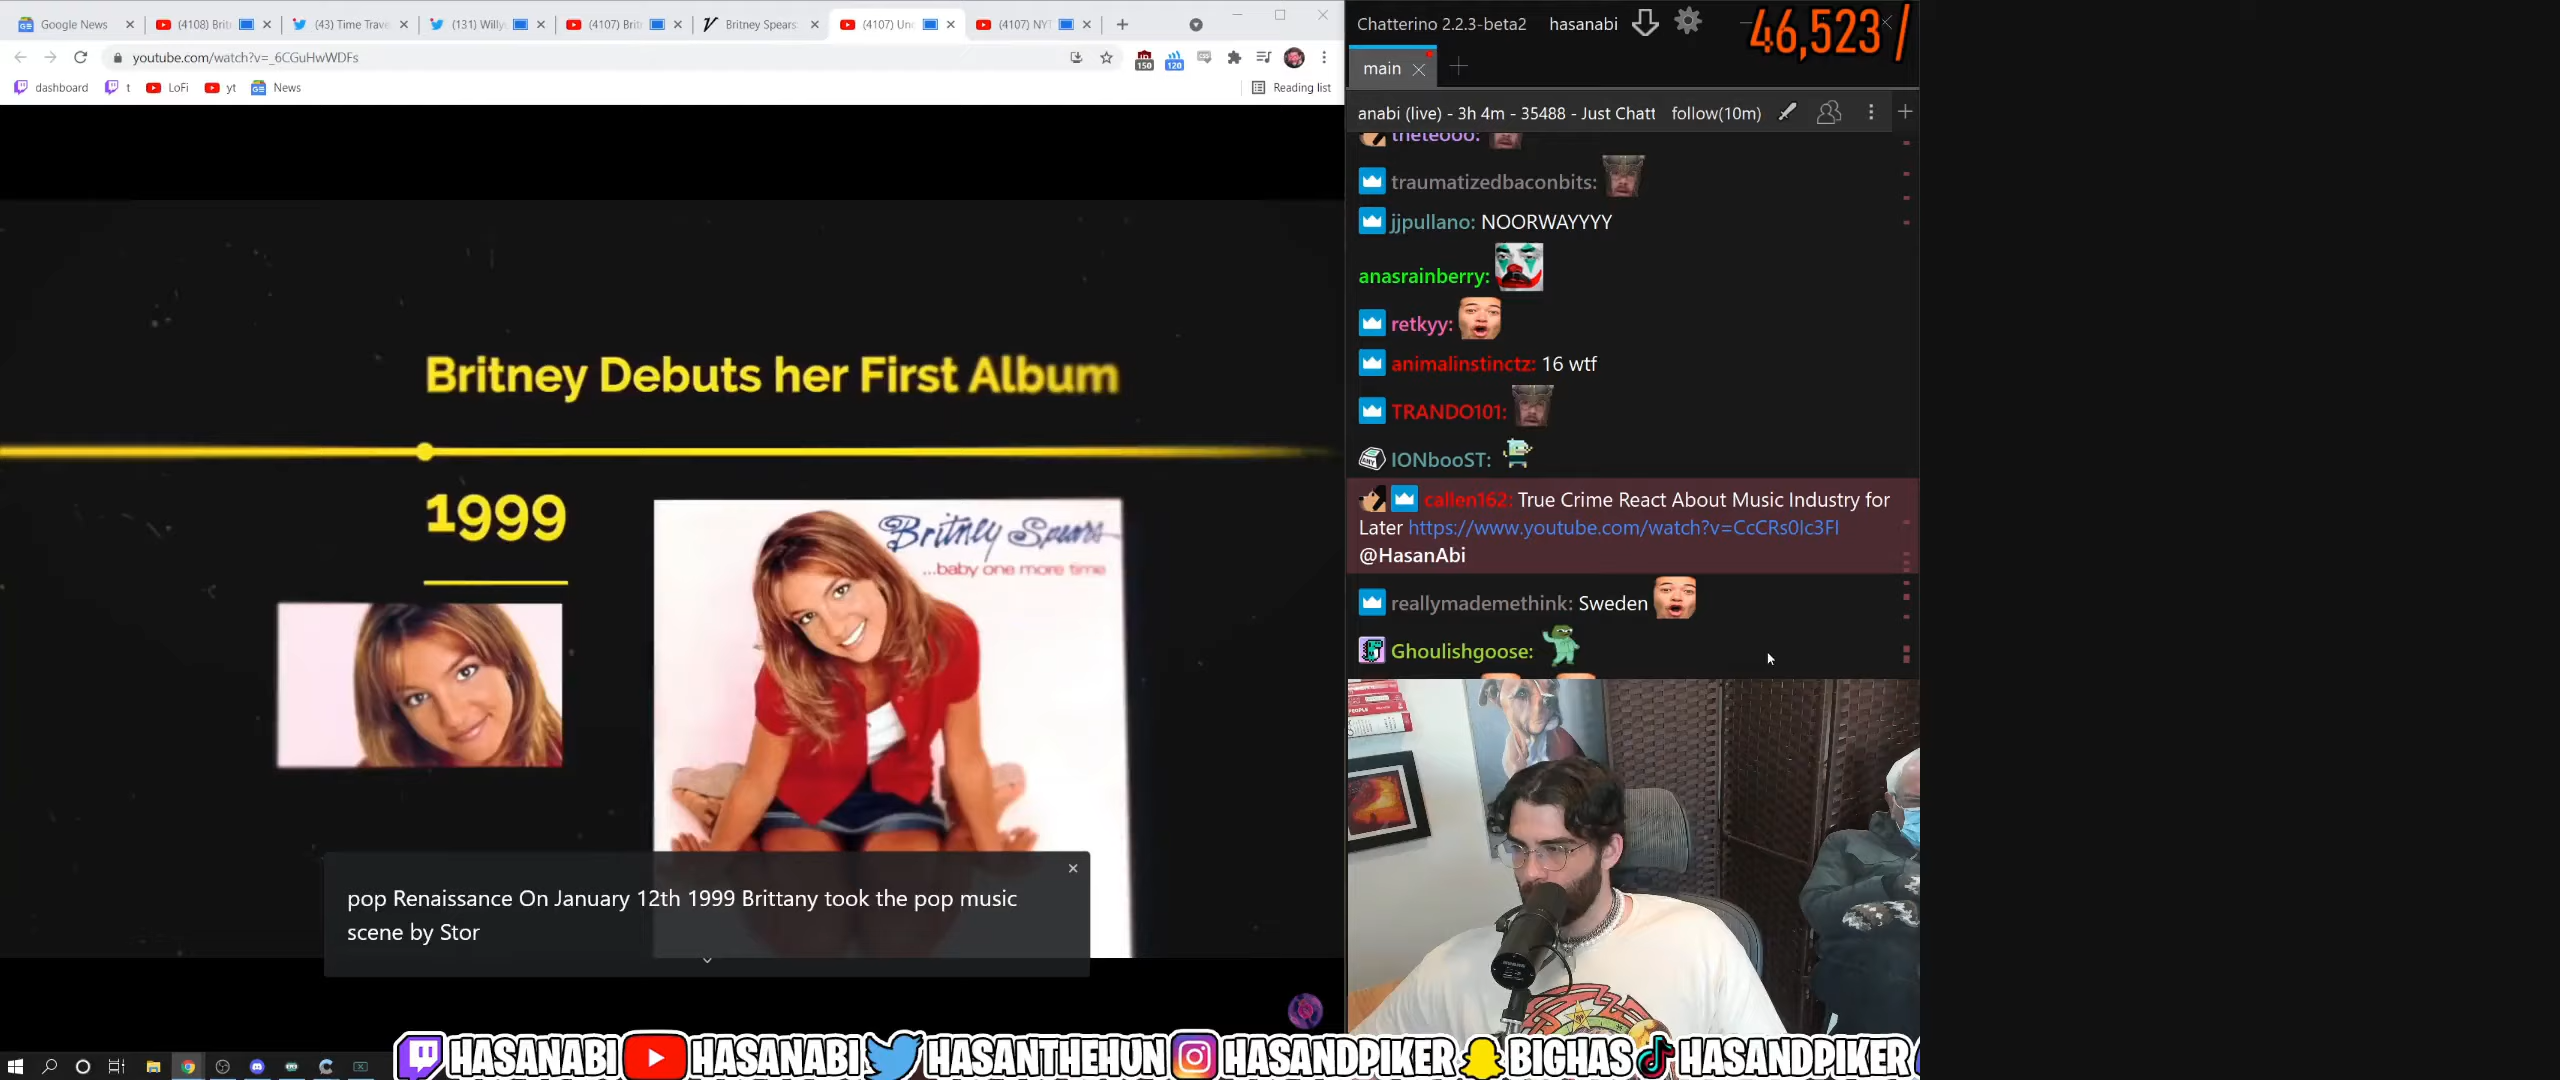 Google News
(4108) Brit
(43) Time Trave
(131) Willy
(4107) Brit
Britney Spears
(4107) Un
(4107) NYT
youtube.com/watch?v=_6CGuHwWDFs
150
120
dashboard
t
LoFi
yt
News
Reading list
Britney Debuts her First Album
1999
Britney Spears
...baby one more time
pop Renaissance On January 12th 1999 Brittany took the pop music
scene by Stor
Chatterino 2.2.3-beta2
hasanabi
46,523 /
main
anabi (live) - 3h 4m - 35488 - Just Chatt
follow(10m)
theteooo:
traumatizedbaconbits:
jjpullano: NOORWAYYYY
anasrainberry:
retkyy:
animalinstinctz: 16 wtf
TRANDO101:
IONbooST:
callen162: True Crime React About Music Industry for
Later https://www.youtube.com/watch?v=CcCRs0Ic3FI
@HasanAbi
reallymademethink: Sweden
Ghoulishgoose:
HASANABI
HASANABI
HASANTHEHUN
HASANDPIKER
BIGHAS
HASANDPIKER